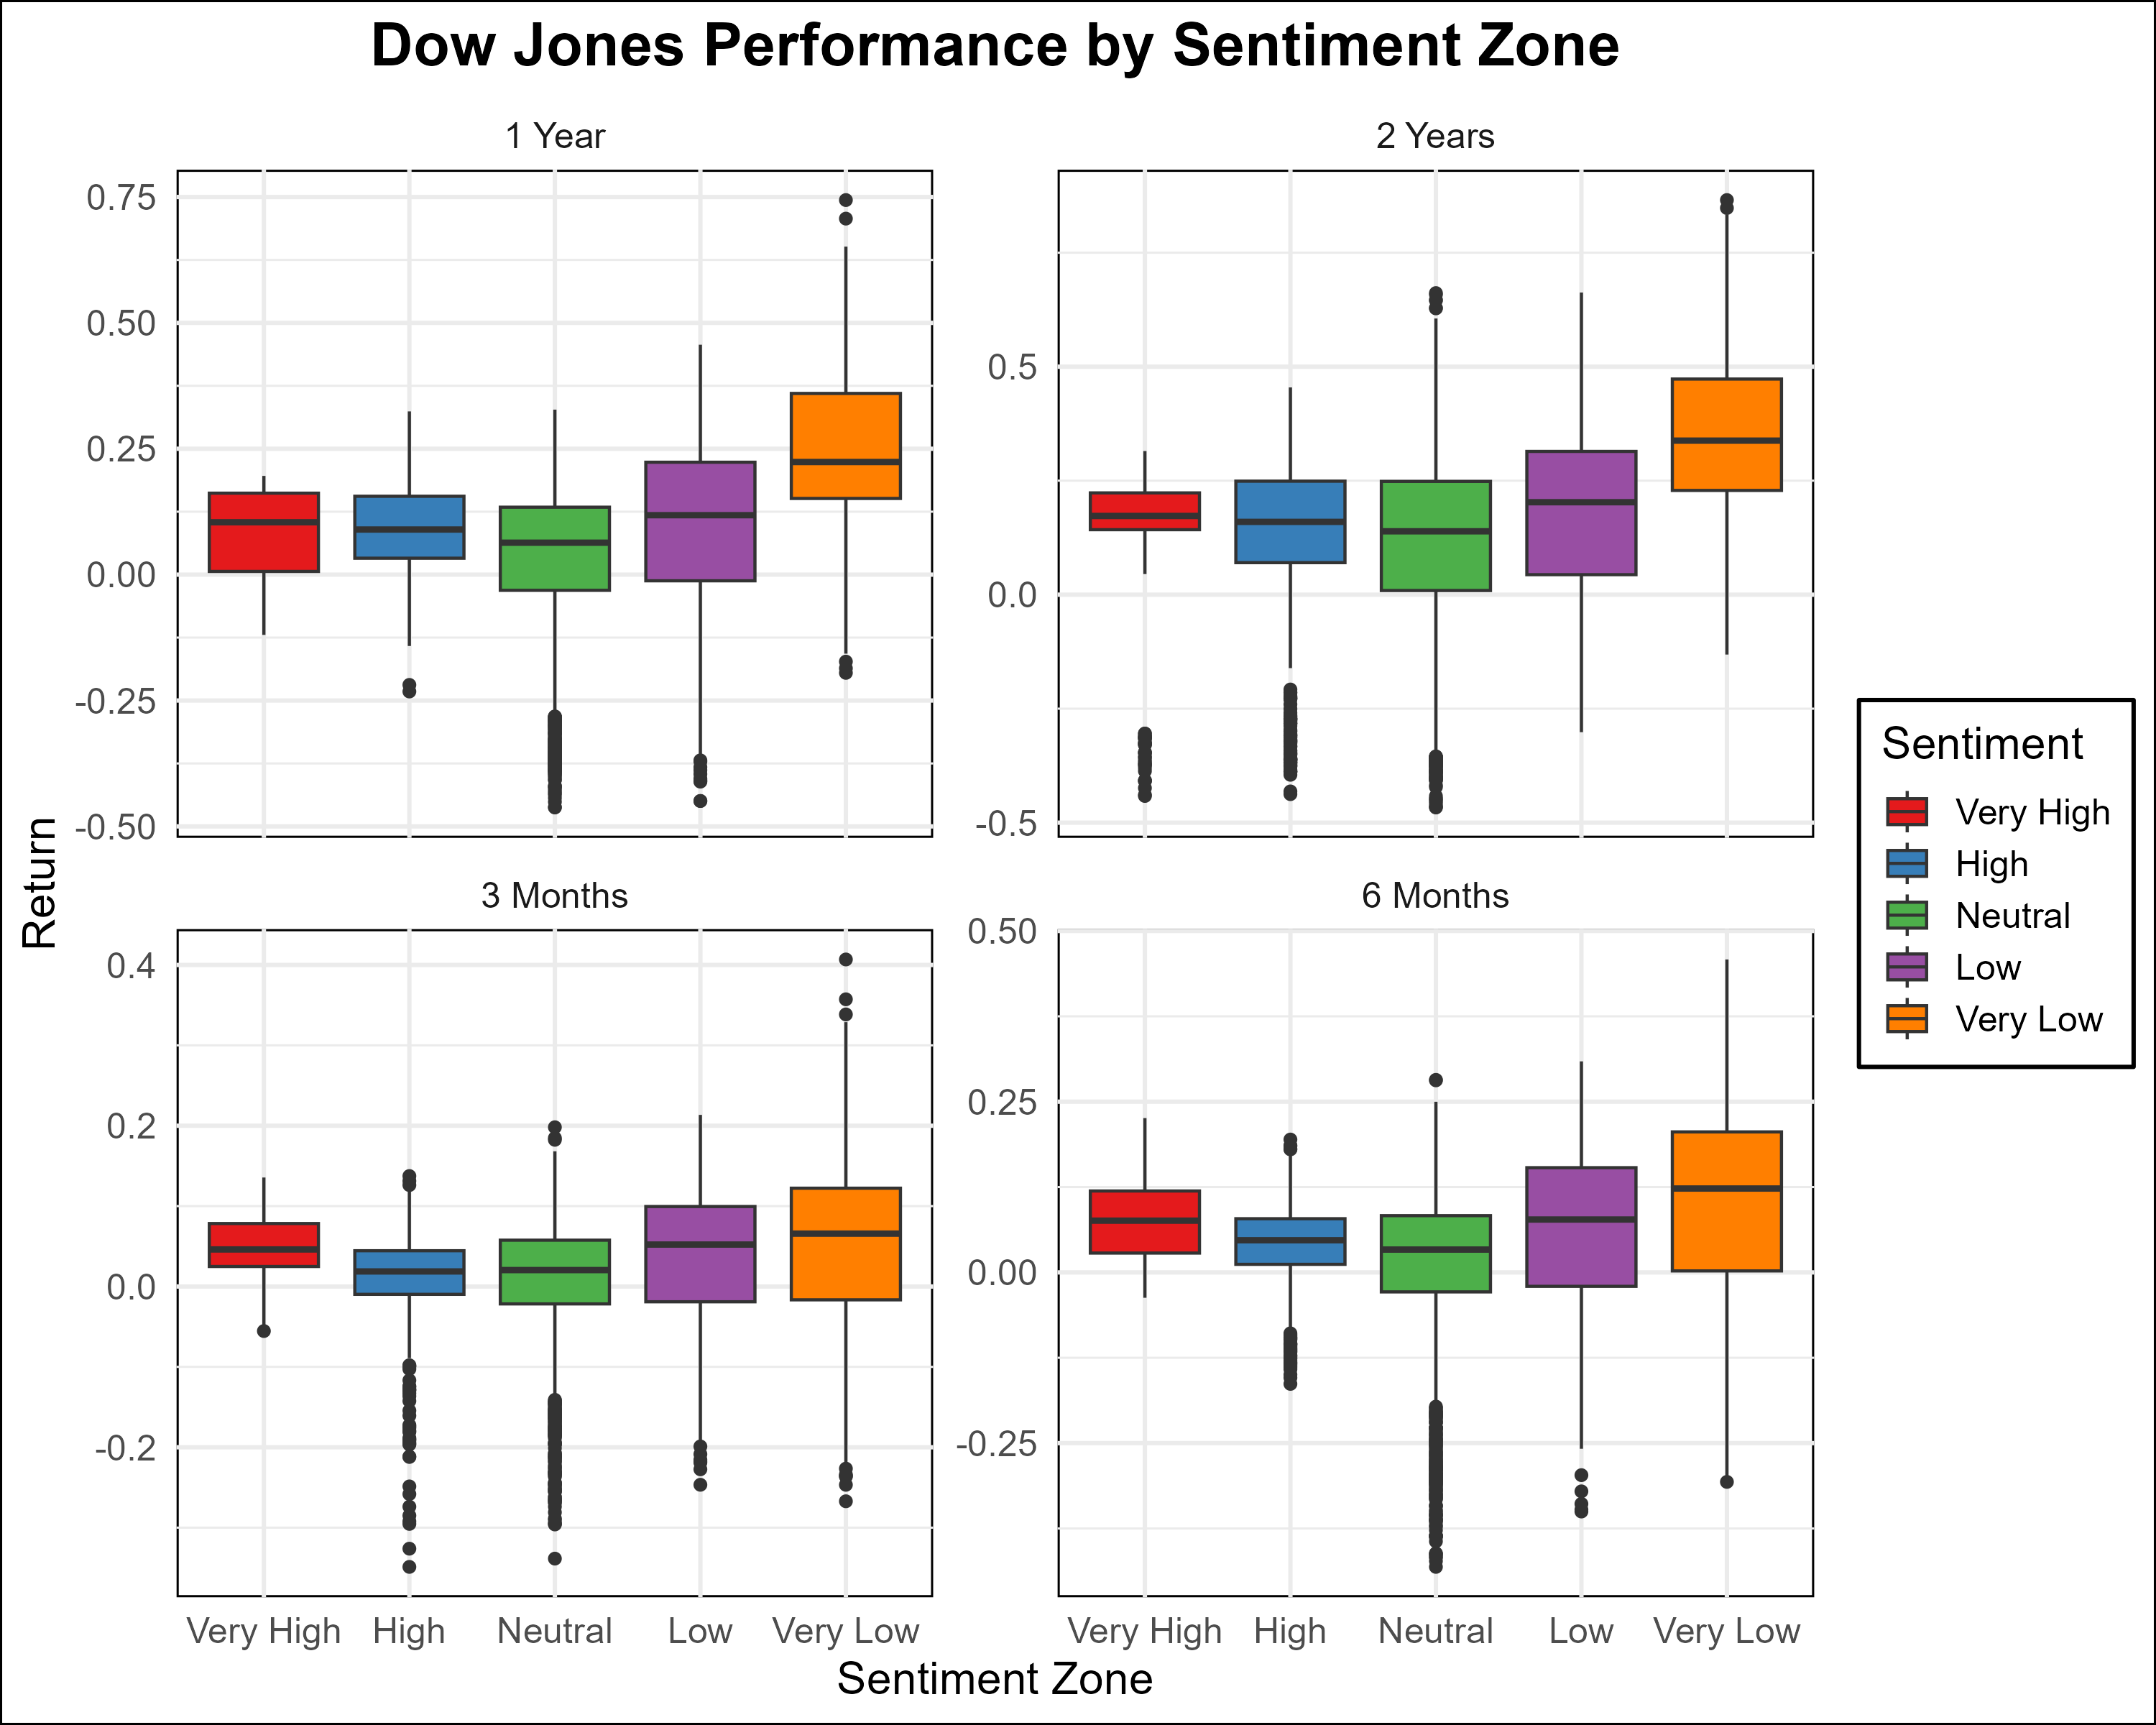 Dow Jones Performance by Sentiment Zone
1 Year
0.75
0.50
0.25
0.00
-0.25
-0.50
2 Years
0.5
0.0
-0.5
3 Months
0.4
0.2
0.0
-0.2
6 Months
0.50
0.25
0.00
-0.25
Very High High Neutral Low Very Low
Very High High Neutral Low Very Low
Sentiment Zone
Return
Sentiment
Very High
High
Neutral
Low
Very Low